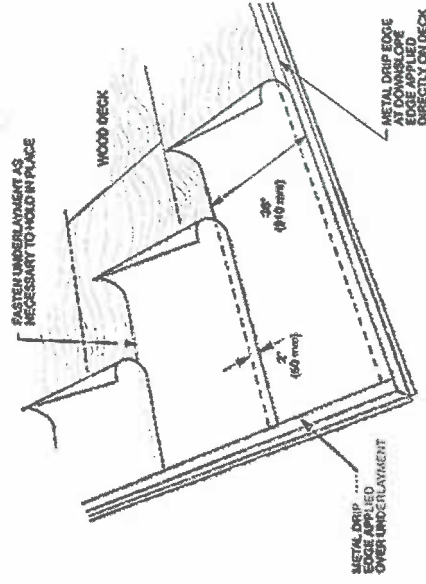 FASTEN UNDERLAYMENT AS
NECESSARY TO HOLD IN PLACE
WOOD DECK
36"
(910 mm)
2"
(50 mm)
METAL DRIP
EDGE APPLIED
OVER UNDERLAYMENT
METAL DRIP EDGE
AT DOWNSLOPE
EDGE APPLIED
DIRECTLY ON DECK